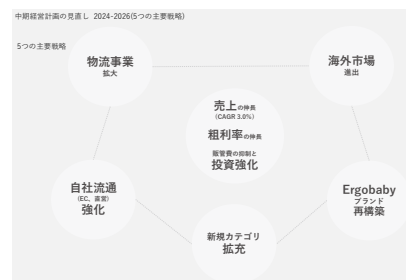 中期経営計画の見直し 2024-2026(5つの主要戦略)
5つの主要戦略
物流事業
拡大
海外市場
進出
売上の伸長
(CAGR 3.0%)
粗利率の伸長
販管費の抑制と
投資強化
自社流通
(EC、直営)
強化
Ergobaby
ブランド
再構築
新規カテゴリ
拡充